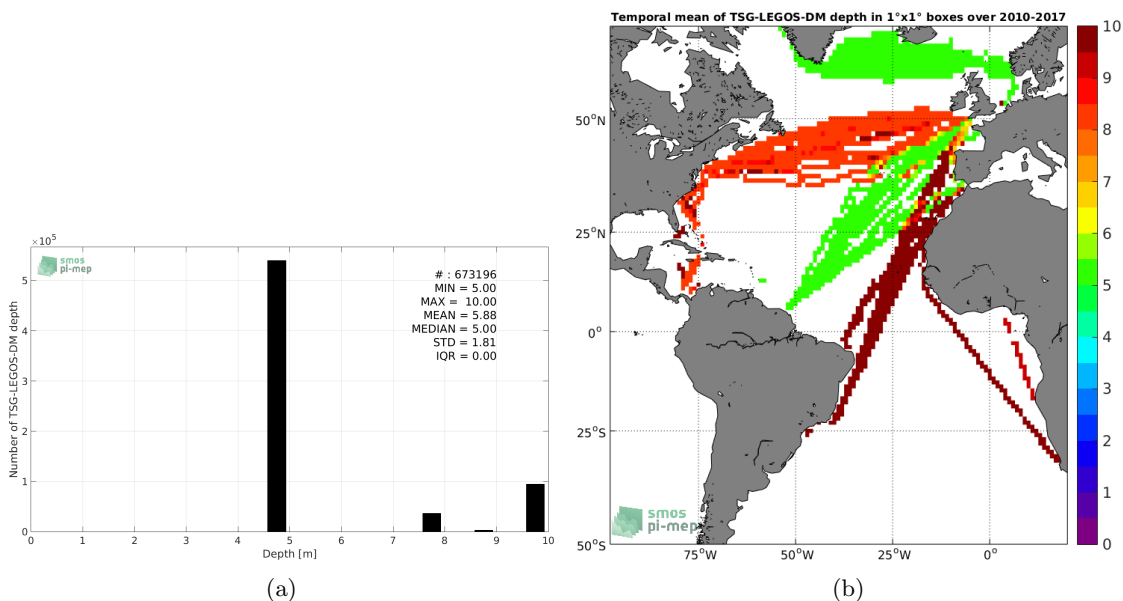 ×10⁵
smos
pi-mep
# : 673196
MIN = 5.00
MAX = 10.00
MEAN = 5.88
MEDIAN = 5.00
STD = 1.81
IQR = 0.00
Number of TSG-LEGOS-DM depth
5
4
3
2
1
0
0 1 2 3 4 5 6 7 8 9 10
Depth [m]
(a)
Temporal mean of TSG-LEGOS-DM depth in 1°x1° boxes over 2010-2017
50°N
25°N
0°
25°S
50°S
75°W 50°W 25°W 0°
smos
pi-mep
10
9
8
7
6
5
4
3
2
1
0
(b)